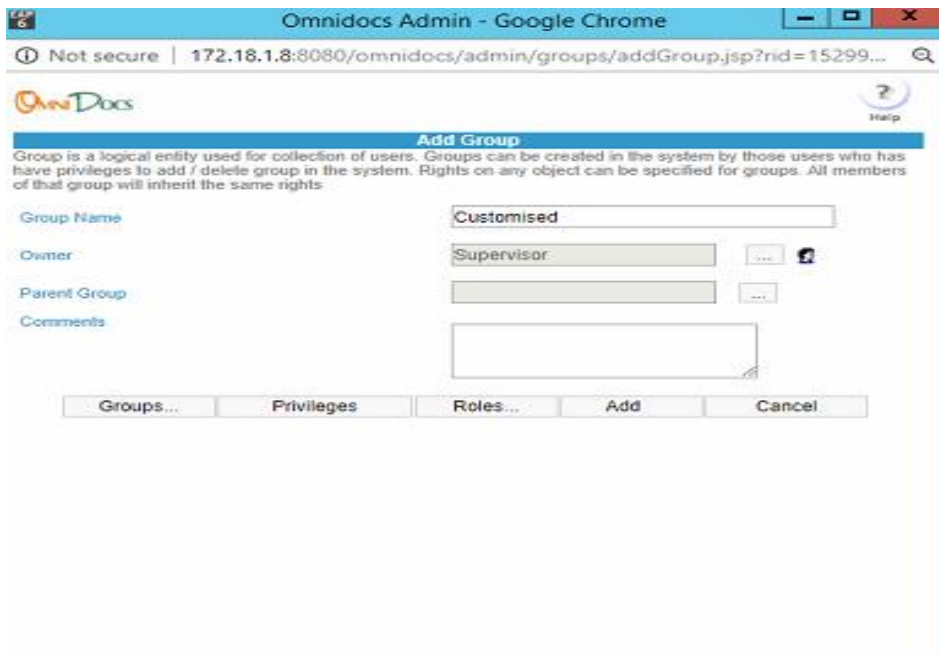 Omnidocs Admin - Google Chrome
Not secure | 172.18.1.8:8080/omnidocs/admin/groups/addGroup.jsp?rid=15299...
OmniDocs
?
Help
Add Group
Group is a logical entity used for collection of users. Groups can be created in the system by those users who has
have privileges to add / delete group in the system. Rights on any object can be specified for groups. All members
of that group will inherit the same rights
Group Name Customised
Owner Supervisor ...
Parent Group ...
Comments
Groups... Privileges Roles... Add Cancel